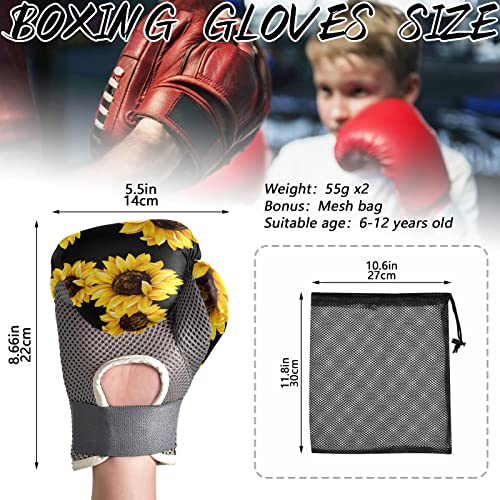 BOXING GLOVES SIZE
5.5in
14cm
Weight: 55g x2
Bonus: Mesh bag
Suitable age: 6-12 years old
8.66in
22cm
10.6in
27cm
11.8in
30cm